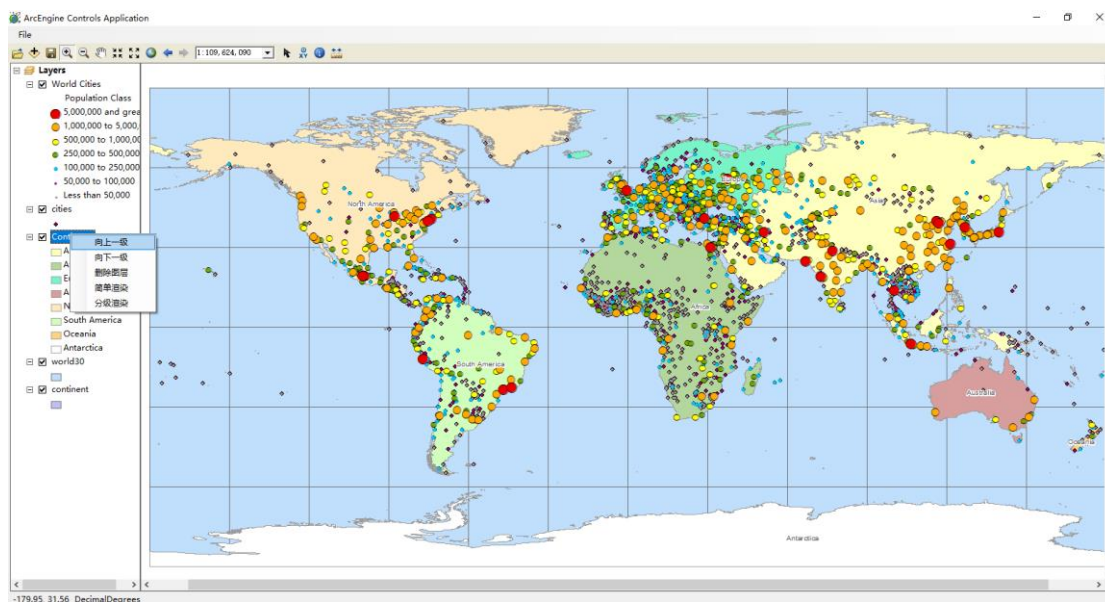 ArcEngine Controls Application
File
1:109,624,090
Layers
World Cities
Population Class
5,000,000 and grea
1,000,000 to 5,000,
500,000 to 1,000,00
250,000 to 500,000
100,000 to 250,000
50,000 to 100,000
Less than 50,000
cities
Con
向上一级
向下一级
删除图层
简单渲染
分级渲染
South America
Oceania
Antarctica
world30
continent
North America
Europe
Asia
Africa
South America
Australia
Oceania
Antarctica
-179.95 31.56 DecimalDegrees